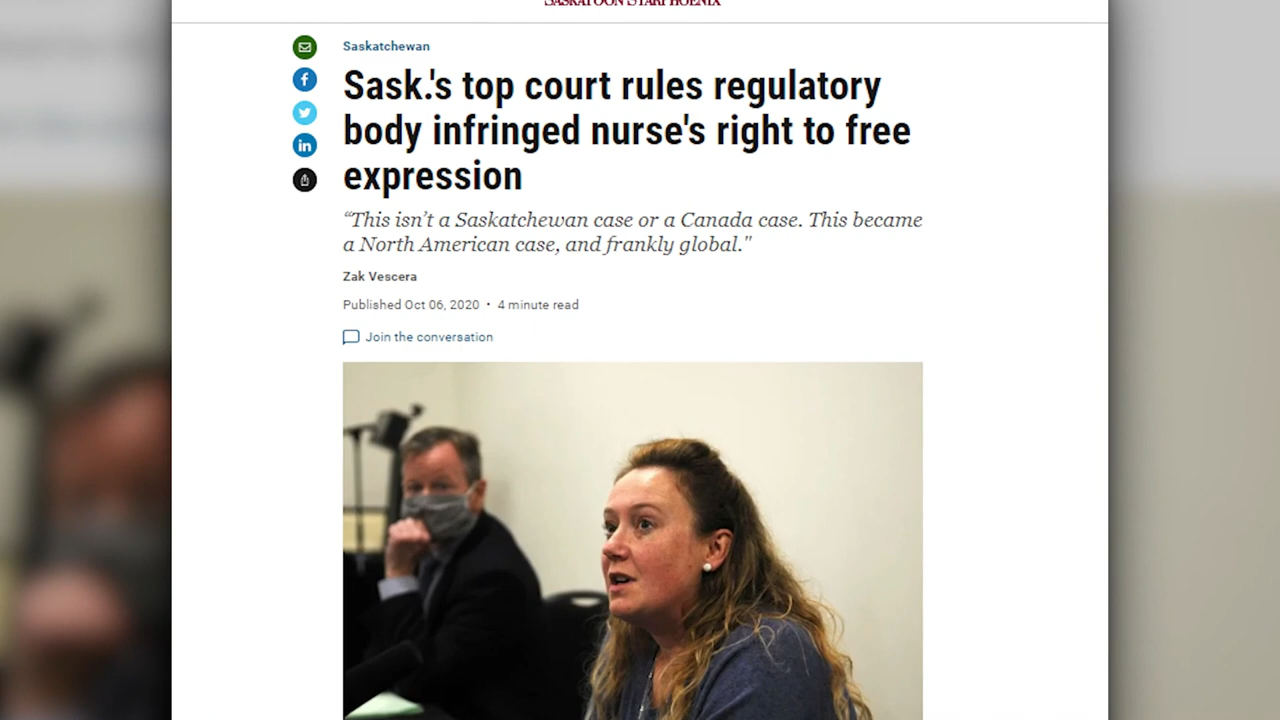 SASKATOON STARPHOENIX
Saskatchewan
Sask.'s top court rules regulatory
body infringed nurse's right to free
expression
“This isn’t a Saskatchewan case or a Canada case. This became
a North American case, and frankly global."
Zak Vescera
Published Oct 06, 2020 • 4 minute read
Join the conversation